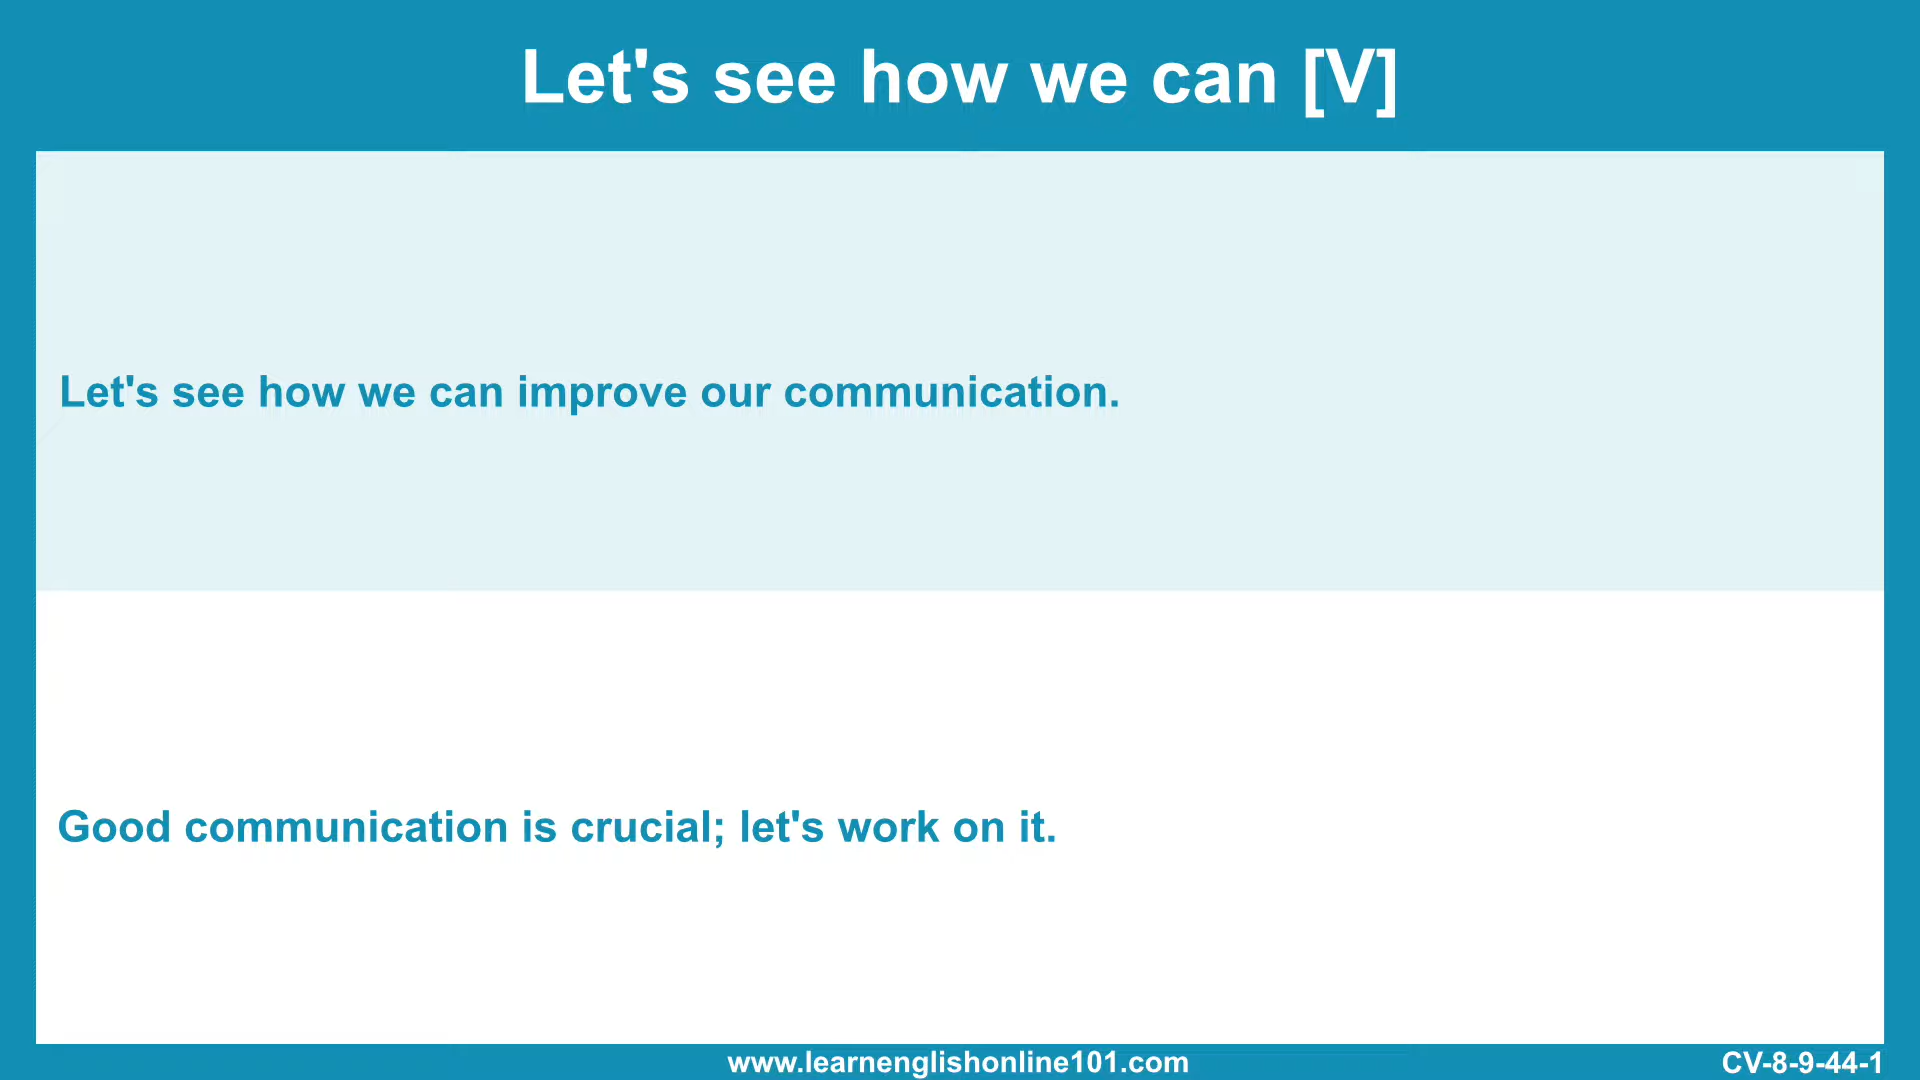 Let's see how we can [V]
Let's see how we can improve our communication.
Good communication is crucial; let's work on it.
www.learnenglishonline101.com
CV-8-9-44-1